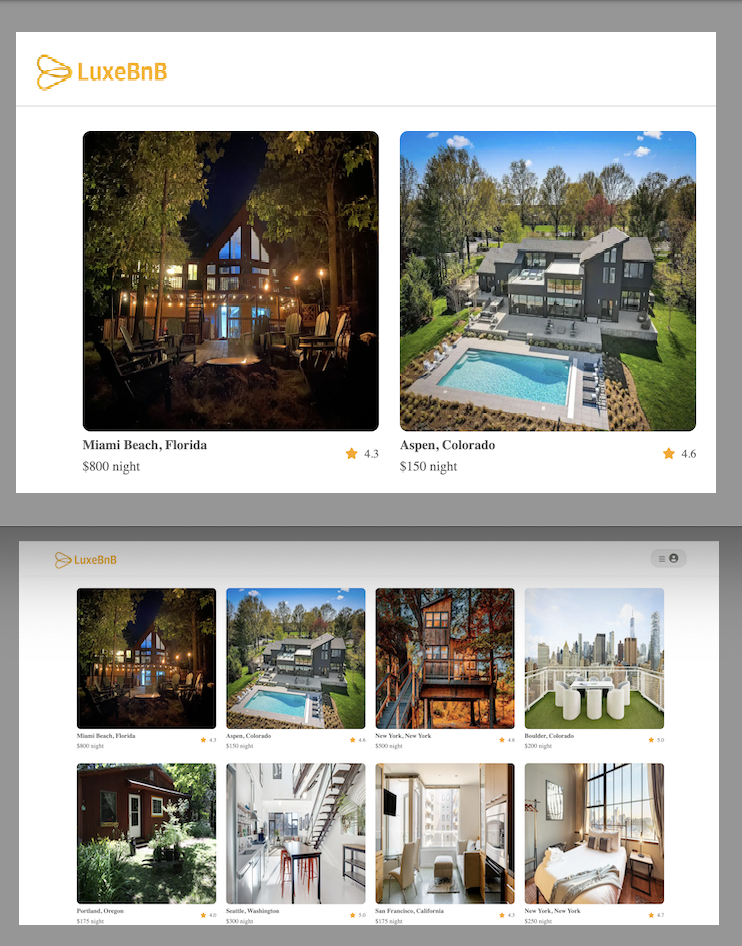 LuxeBnB
Miami Beach, Florida
$800 night
4.3
Aspen, Colorado
$150 night
4.6
LuxeBnB
Miami Beach, Florida
$800 night
4.3
Aspen, Colorado
$150 night
4.6
New York, New York
$500 night
4.8
Boulder, Colorado
$200 night
5.0
Portland, Oregon
$175 night
4.0
Seattle, Washington
$300 night
5.0
San Francisco, California
$175 night
4.3
New York, New York
$250 night
4.7